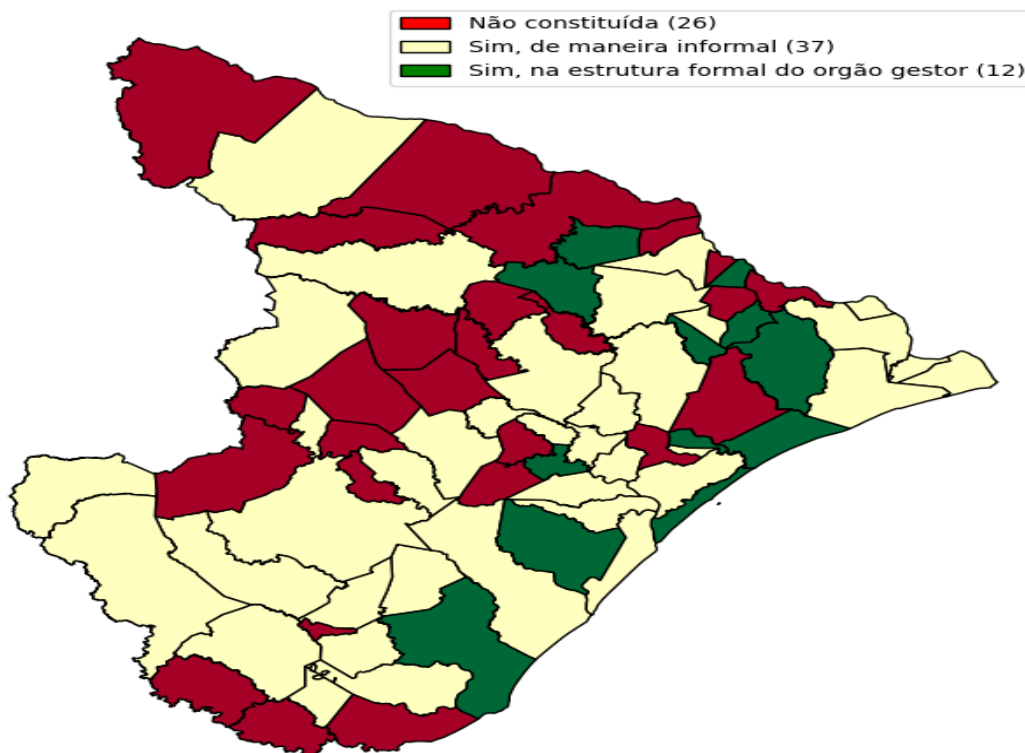 Não constituída (26)
Sim, de maneira informal (37)
Sim, na estrutura formal do orgão gestor (12)